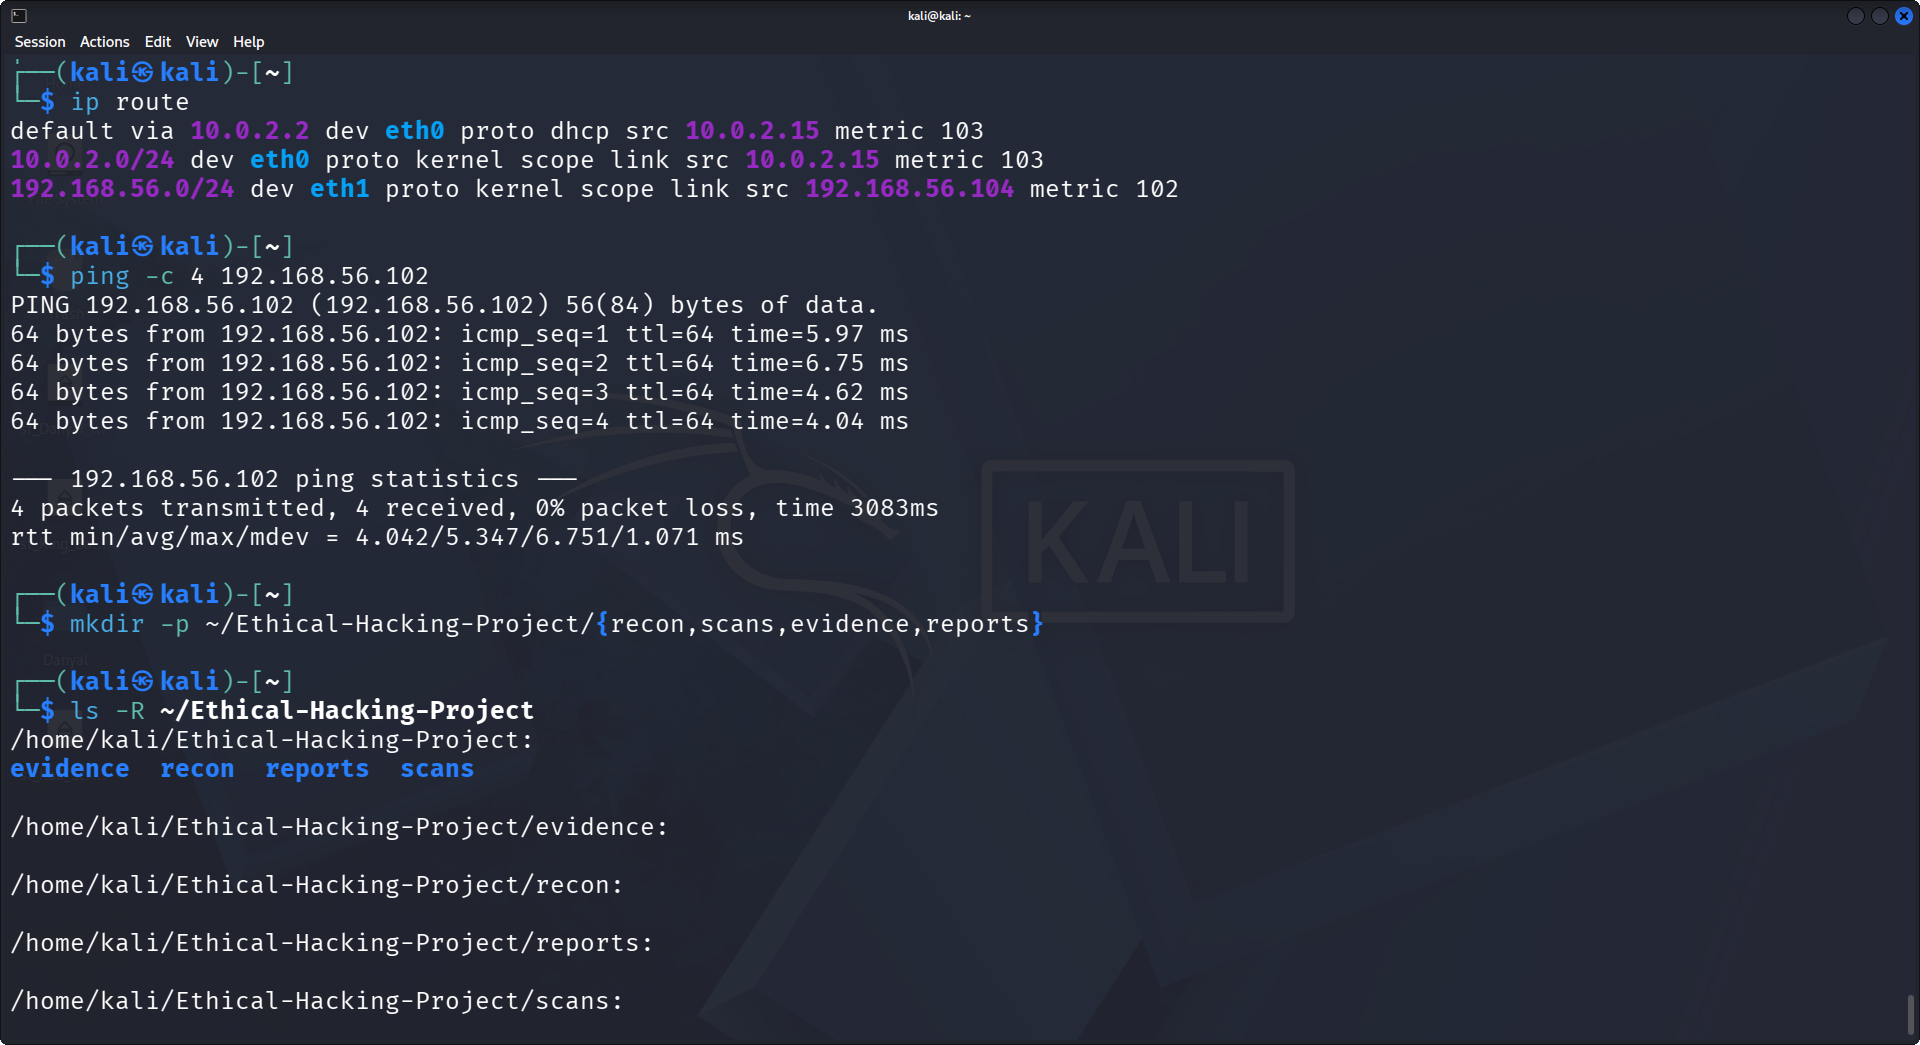 kali@kali: ~
Session Actions Edit View Help
┌──(kali㉿kali)-[~]
└─$ ip route
default via 10.0.2.2 dev eth0 proto dhcp src 10.0.2.15 metric 103
10.0.2.0/24 dev eth0 proto kernel scope link src 10.0.2.15 metric 103
192.168.56.0/24 dev eth1 proto kernel scope link src 192.168.56.104 metric 102
┌──(kali㉿kali)-[~]
└─$ ping -c 4 192.168.56.102
PING 192.168.56.102 (192.168.56.102) 56(84) bytes of data.
64 bytes from 192.168.56.102: icmp_seq=1 ttl=64 time=5.97 ms
64 bytes from 192.168.56.102: icmp_seq=2 ttl=64 time=6.75 ms
64 bytes from 192.168.56.102: icmp_seq=3 ttl=64 time=4.62 ms
64 bytes from 192.168.56.102: icmp_seq=4 ttl=64 time=4.04 ms
--- 192.168.56.102 ping statistics ---
4 packets transmitted, 4 received, 0% packet loss, time 3083ms
rtt min/avg/max/mdev = 4.042/5.347/6.751/1.071 ms
KALI
┌──(kali㉿kali)-[~]
└─$ mkdir -p ~/Ethical-Hacking-Project/{recon,scans,evidence,reports}
Danyal
┌──(kali㉿kali)-[~]
└─$ ls -R ~/Ethical-Hacking-Project
/home/kali/Ethical-Hacking-Project:
evidence recon reports scans
/home/kali/Ethical-Hacking-Project/evidence:
/home/kali/Ethical-Hacking-Project/recon:
/home/kali/Ethical-Hacking-Project/reports:
/home/kali/Ethical-Hacking-Project/scans: